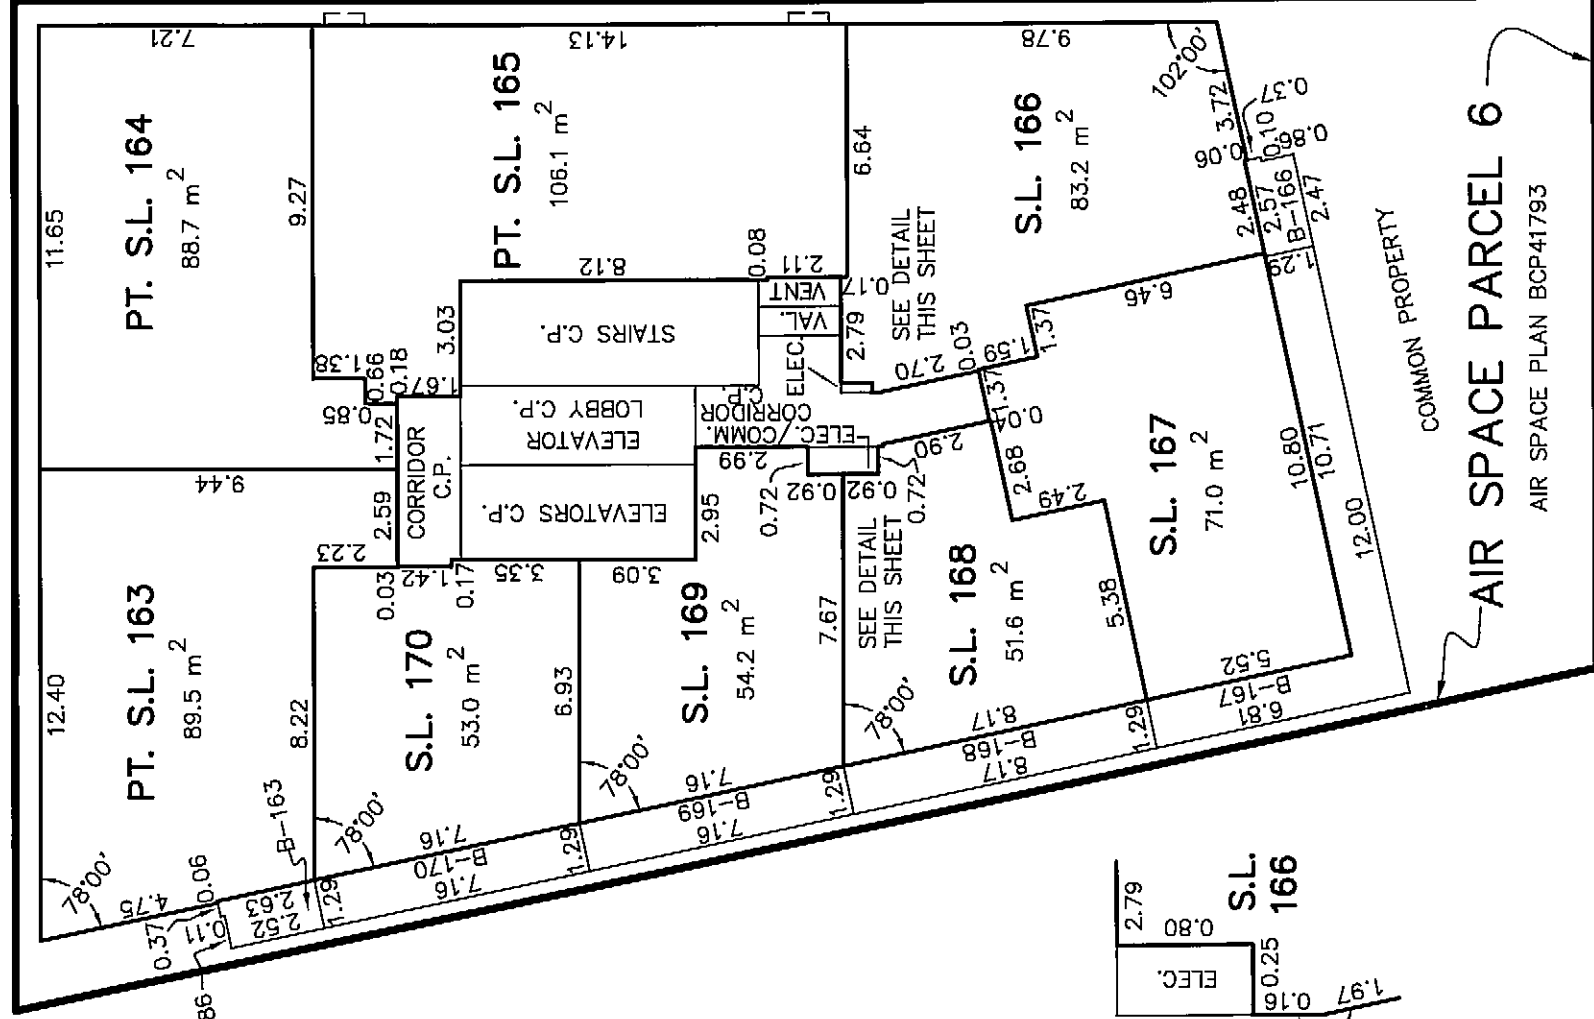 7.21
14.13
9.78
102°00'
11.65
PT. S.L. 164
88.7 m²
9.27
PT. S.L. 165
106.1 m²
6.64
S.L. 166
83.2 m²
3.72
0.37
0.10
0.06
0.86
2.48
2.57
B-166
2.47
1.29
8.12
0.08
2.11
0.17
VENT
VAL.
2.79
ELEC.
SEE DETAIL
THIS SHEET
STAIRS C.P.
3.03
1.38
0.66
0.18
0.85
1.67
1.72
CORRIDOR
C.P.
ELEVATOR
LOBBY C.P.
CORRIDOR
C.P.
ELEC./COMM.
2.70
0.03
1.59
1.37
6.46
1.37
0.04
2.90
2.68
2.49
9.44
2.59
2.23
0.03
1.42
0.17
3.35
ELEVATORS C.P.
2.99
2.95
0.72
0.92
0.92
0.72
3.09
SEE DETAIL
THIS SHEET
12.40
PT. S.L. 163
89.5 m²
8.22
S.L. 170
53.0 m²
6.93
S.L. 169
54.2 m²
7.67
S.L. 168
51.6 m²
5.38
S.L. 167
71.0 m²
10.80
10.71
12.00
COMMON PROPERTY
AIR SPACE PARCEL 6
AIR SPACE PLAN BCP41793
78°00'
4.75
0.06
0.37
0.11
2.63
2.52
B-163
1.29
86
78°00'
7.16
B-170
7.16
1.29
78°00'
7.16
B-169
7.16
1.29
78°00'
8.17
B-168
8.17
1.29
5.52
B-167
6.81
2.79
0.80
ELEC.
0.25
0.16
1.97
S.L.
166